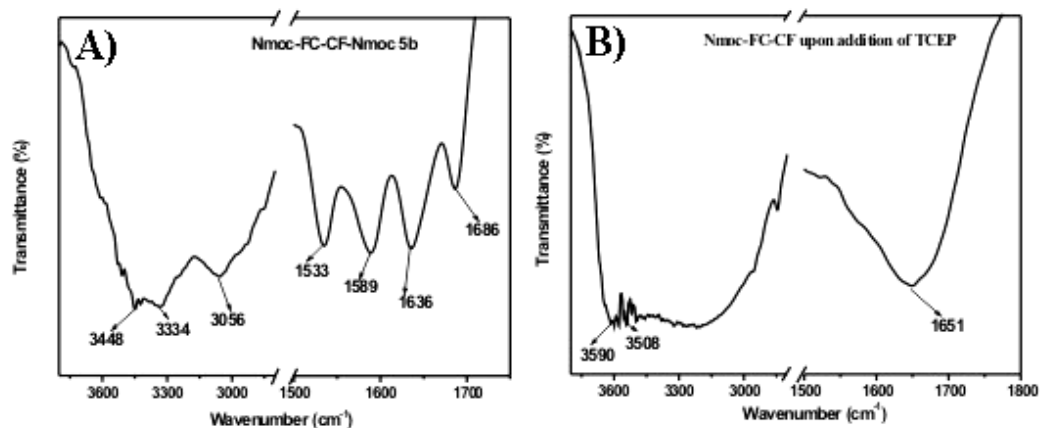 A)
Nmoc-FC-CF-Nmoc 5b
Transmittance (%)
3448
3334
3056
1533
1589
1636
1686
3600
3300
3000
1500
1600
1700
Wavenumber (cm-1)
B)
Nmoc-FC-CF upon addition of TCEP
Transmittance (%)
3590
3508
1651
3600
3300
3000
1500
1600
1700
1800
Wavenumber (cm-1)